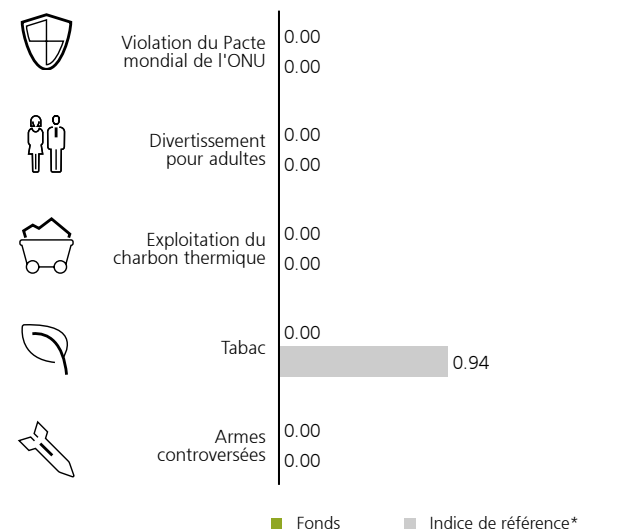 Violation du Pacte
mondial de l'ONU
0.00
0.00
Divertissement
pour adultes
0.00
0.00
Exploitation du
charbon thermique
0.00
0.00
Tabac
0.00
0.94
Armes
controversées
0.00
0.00
Fonds
Indice de référence*